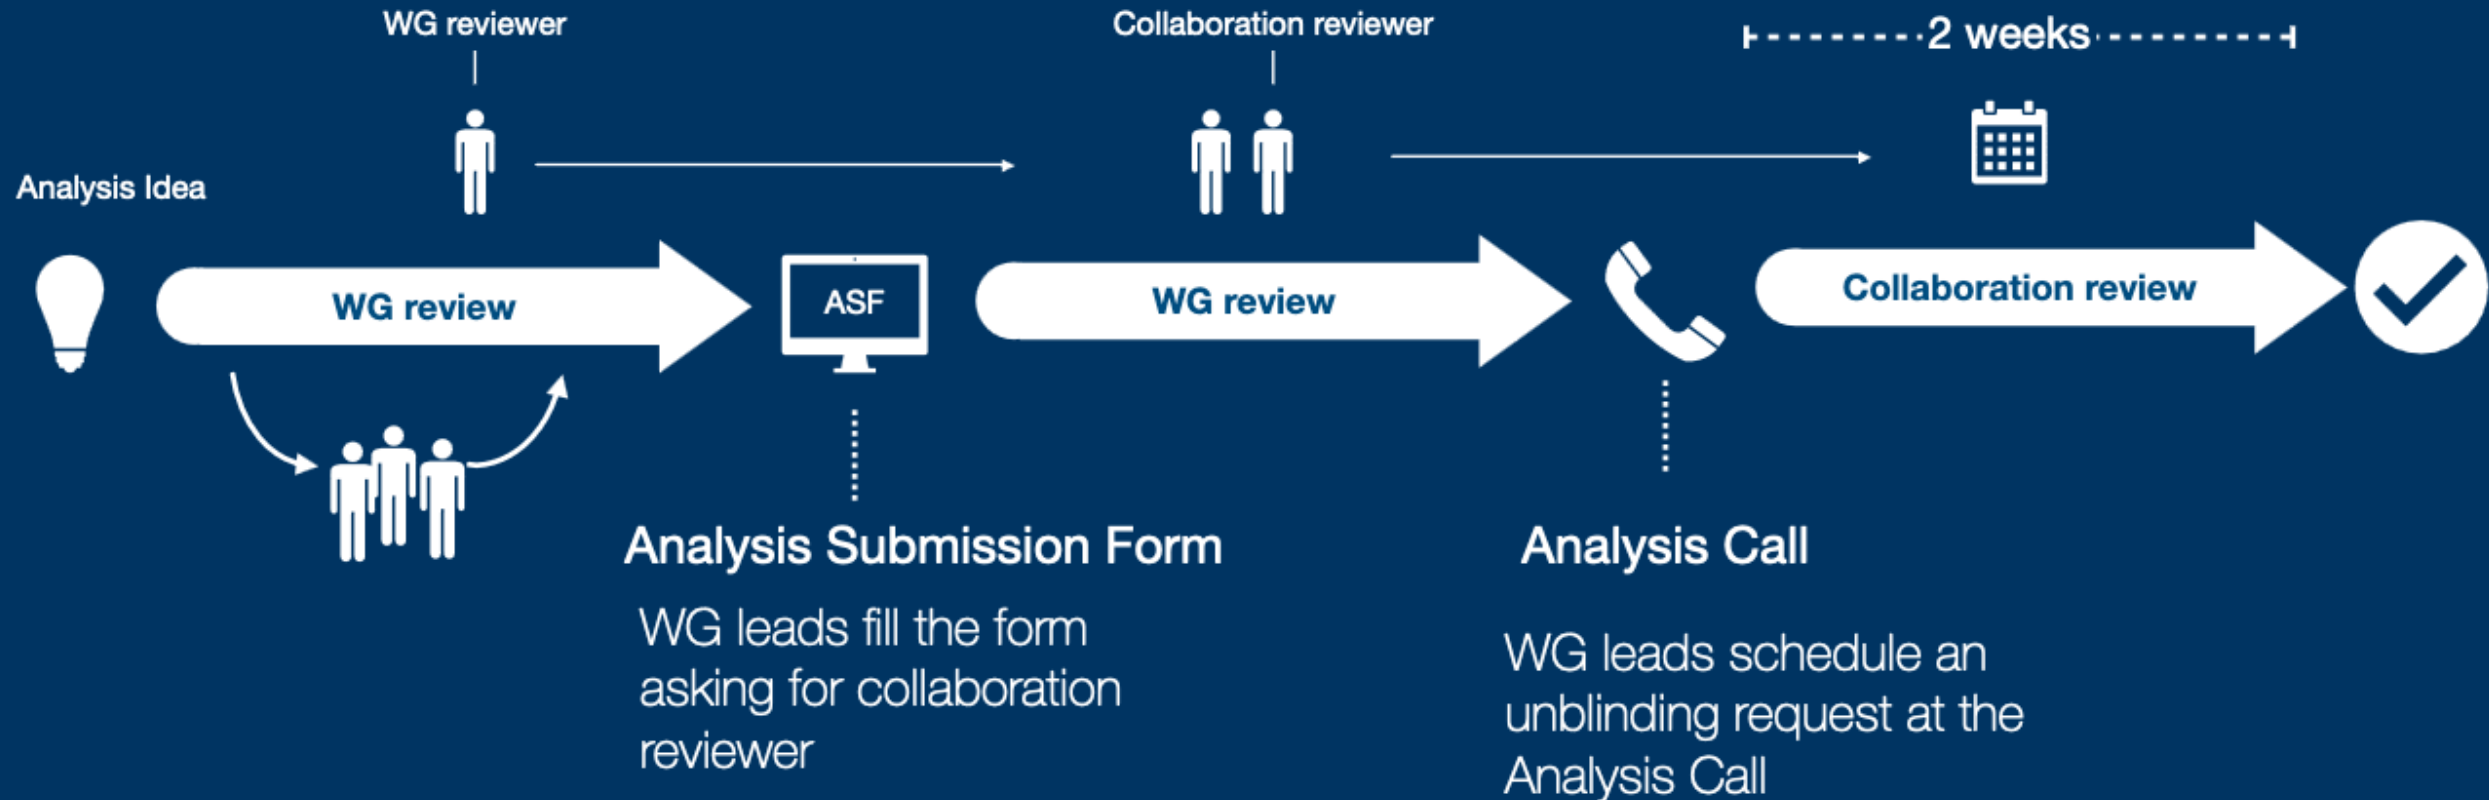 WG reviewer
Collaboration reviewer
2 weeks
Analysis Idea
WG review
ASF
WG review
Collaboration review
Analysis Submission Form
WG leads fill the form
asking for collaboration
reviewer
Analysis Call
WG leads schedule an
unblinding request at the
Analysis Call